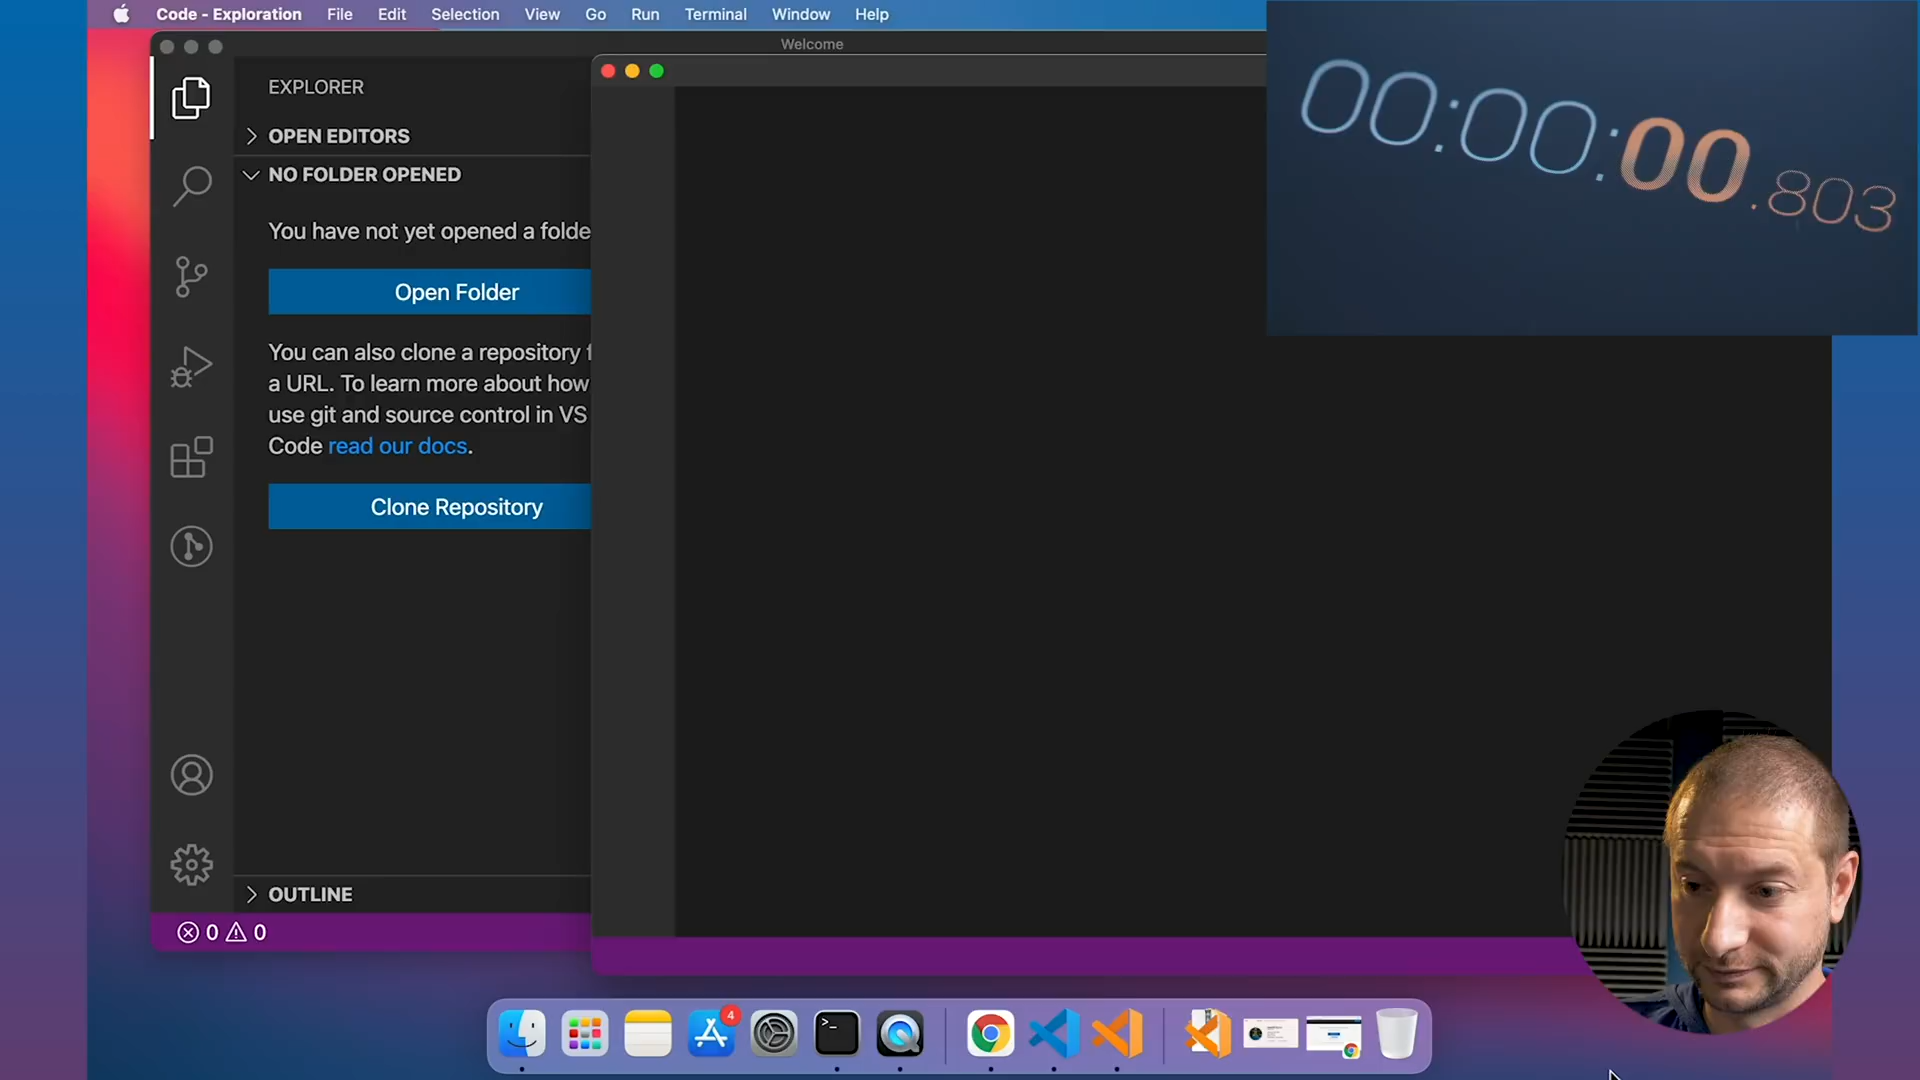 Code - Exploration File Edit Selection View Go Run Terminal Window Help
Welcome
00:00:00.803
EXPLORER
OPEN EDITORS
NO FOLDER OPENED
You have not yet opened a folde
Open Folder
You can also clone a repository f
a URL. To learn more about how
use git and source control in VS
Code read our docs.
Clone Repository
OUTLINE
0 0
4
>_